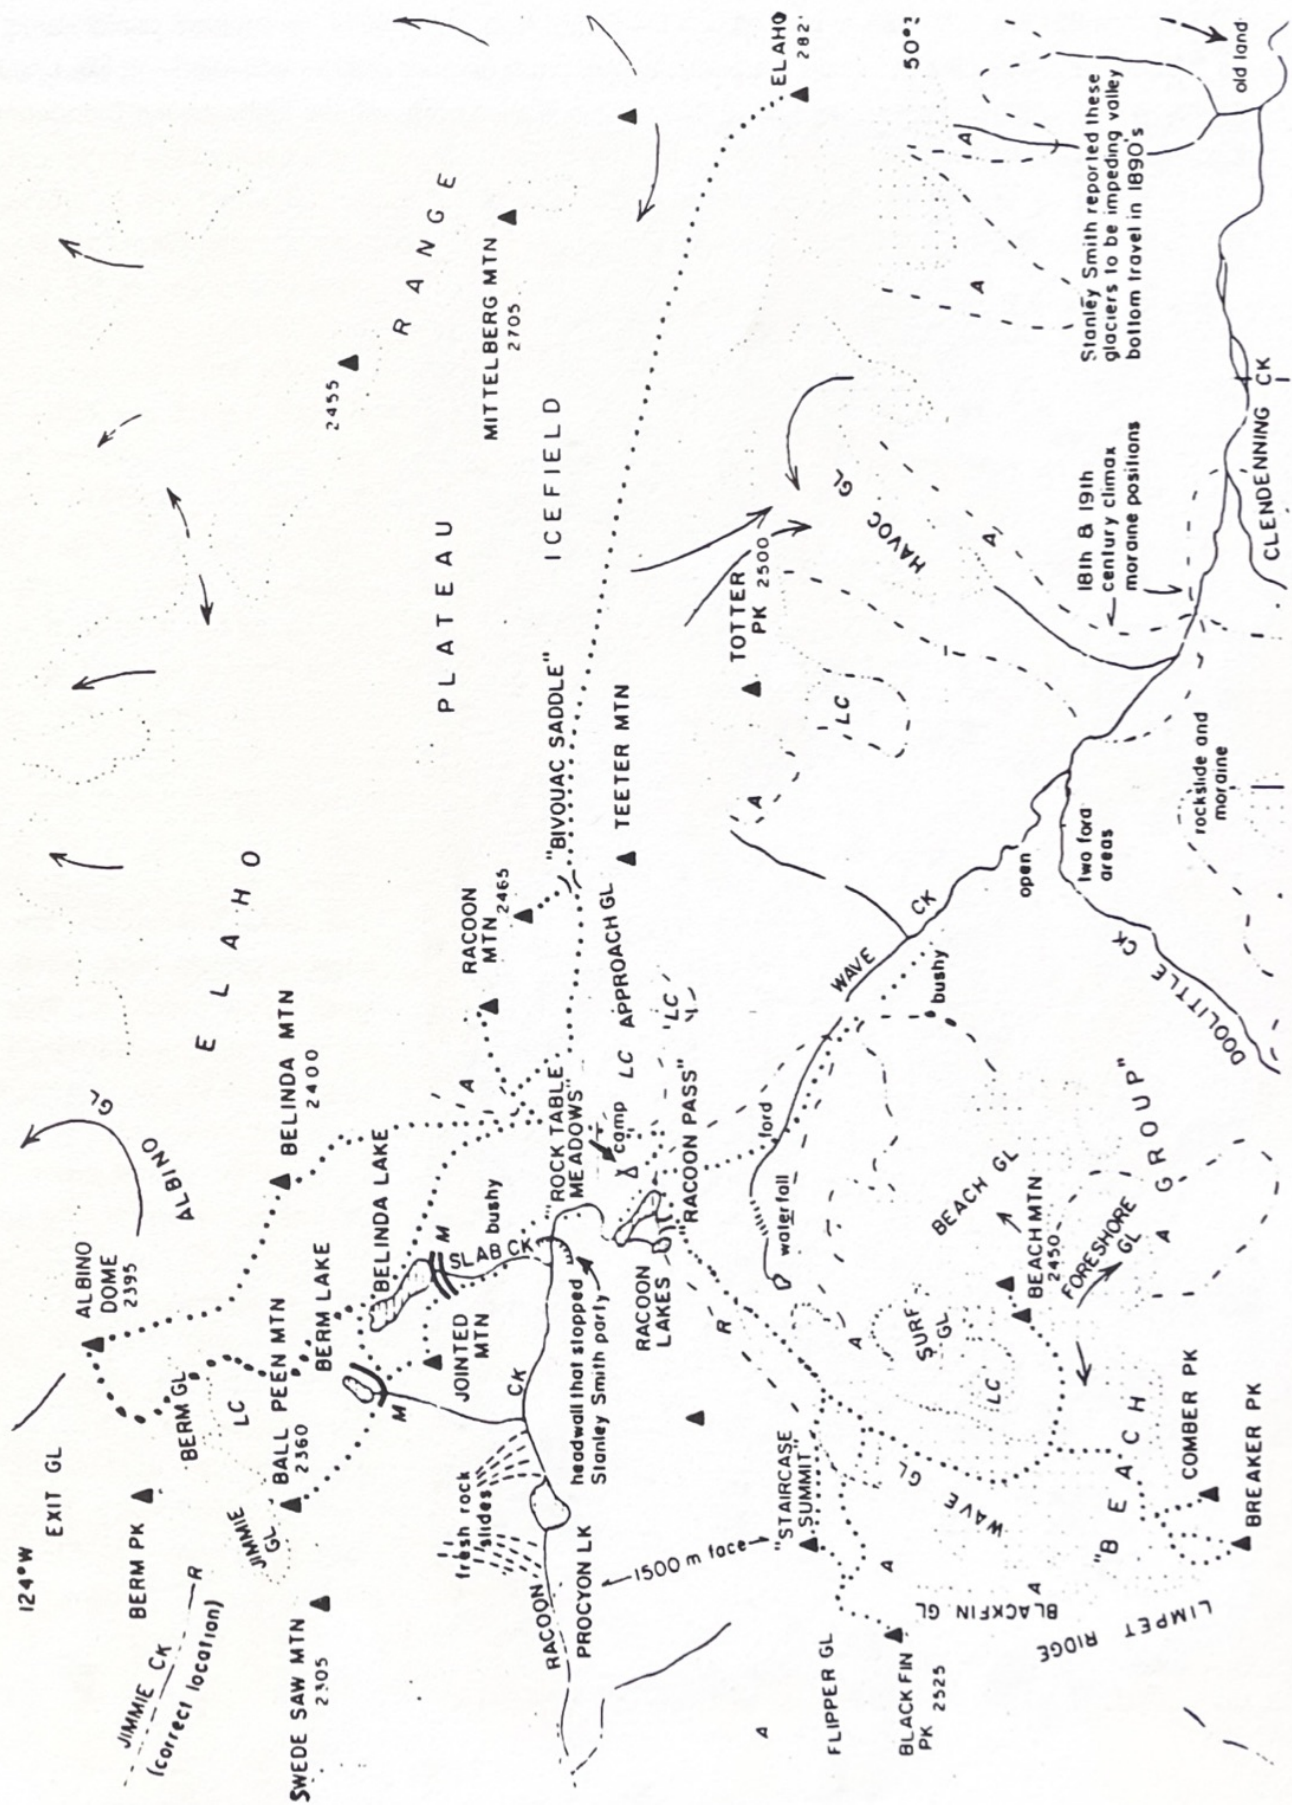 124°W
EXIT GL
ALBINO
DOME
2395
ALBINO
GL
BERM PK
BERM GL
LC
JIMMIE CK
(correct location)
R
JIMMIE
GL
BALL PEEN MTN
2360
BERM LAKE
BELINDA MTN
2400
E L A H O
SWEDE SAW MTN
2305
M
JOINTED
MTN
BELINDA LAKE
M
SLAB CK
bushy
A
RACOON
MTN
2465
PLATEAU
ICEFIELD
2455
RANGE
MITTELBERG MTN
2705
fresh rock
slides
RACOON
CK
PROCYON LK
headwall that stopped
Stanley Smith party
"ROCK TABLE
MEADOWS"
camp
LC
APPROACH GL
"BIVOUAC SADDLE"
TEETER MTN
LC
RACOON
LAKES
"RACOON PASS"
1500 m face
R
TOTTER
PK 2500
ELAHO
282
"STAIRCASE
SUMMIT"
waterfall
ford
WAVE
CK
bushy
A
LC
HAVOC
GL
A
A
A
50°
FLIPPER GL
A
BLACKFIN
PK 2525
A
BLACKFIN GL
A
WAVE
GL
LC
SURF
GL
A
BEACH GL
BEACH MTN
2450
FORESHORE
GL
A
"BEACH
GROUP"
open
two ford
areas
DOOLITTLE CK
18th & 19th
century climax
moraine positions
Stanley Smith reported these
glaciers to be impeding valley
bottom travel in 1890's
LIMPET RIDGE
COMBER PK
BREAKER PK
rockslide and
moraine
CLENDENNING CK
old land